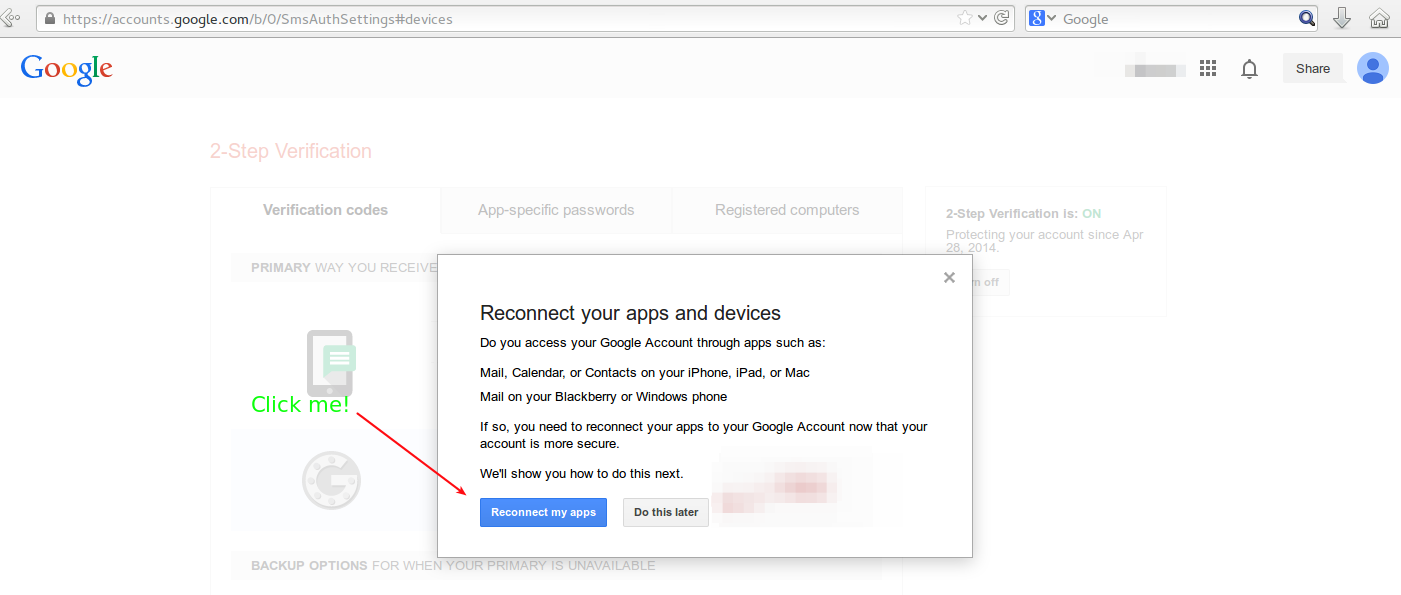 https://accounts.google.com/b/0/SmsAuthSettings#devices
8 Google
Google
Share
2-Step Verification
Verification codes
App-specific passwords
Registered computers
2-Step Verification is: ON
Protecting your account since Apr
28, 2014.
PRIMARY WAY YOU RECEIVE
n off
Reconnect your apps and devices
Do you access your Google Account through apps such as:
Mail, Calendar, or Contacts on your iPhone, iPad, or Mac
Mail on your Blackberry or Windows phone
If so, you need to reconnect your apps to your Google Account now that your
account is more secure.
We'll show you how to do this next.
Click me!
Reconnect my apps
Do this later
BACKUP OPTIONS FOR WHEN YOUR PRIMARY IS UNAVAILABLE